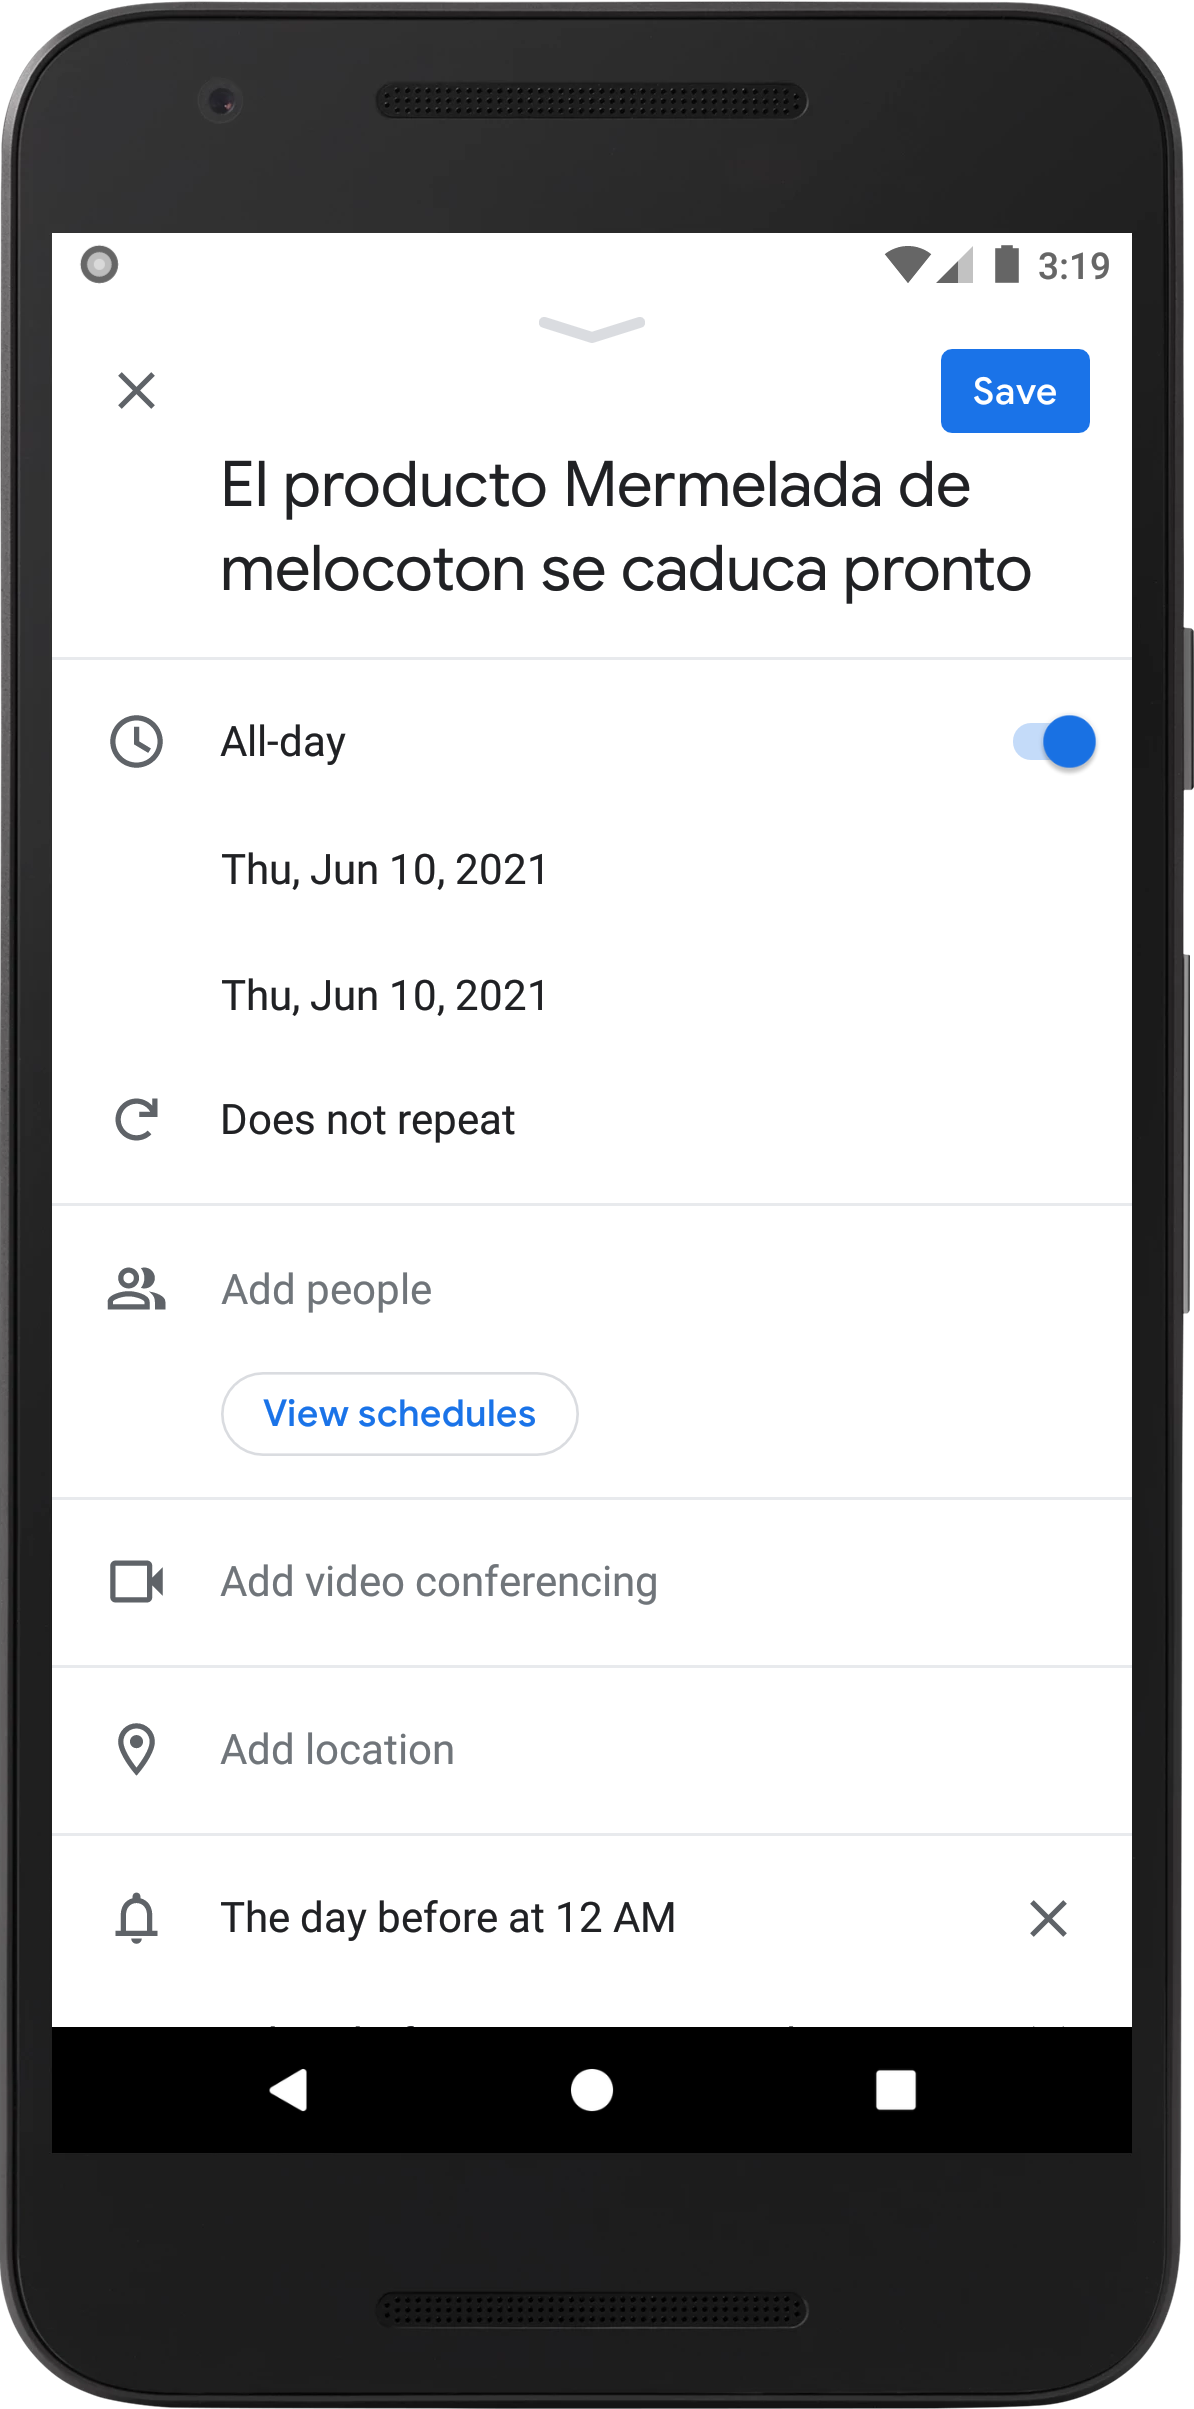 3:19
Save
El producto Mermelada de
melocoton se caduca pronto
All-day
Thu, Jun 10, 2021
Thu, Jun 10, 2021
Does not repeat
Add people
View schedules
Add video conferencing
Add location
The day before at 12 AM